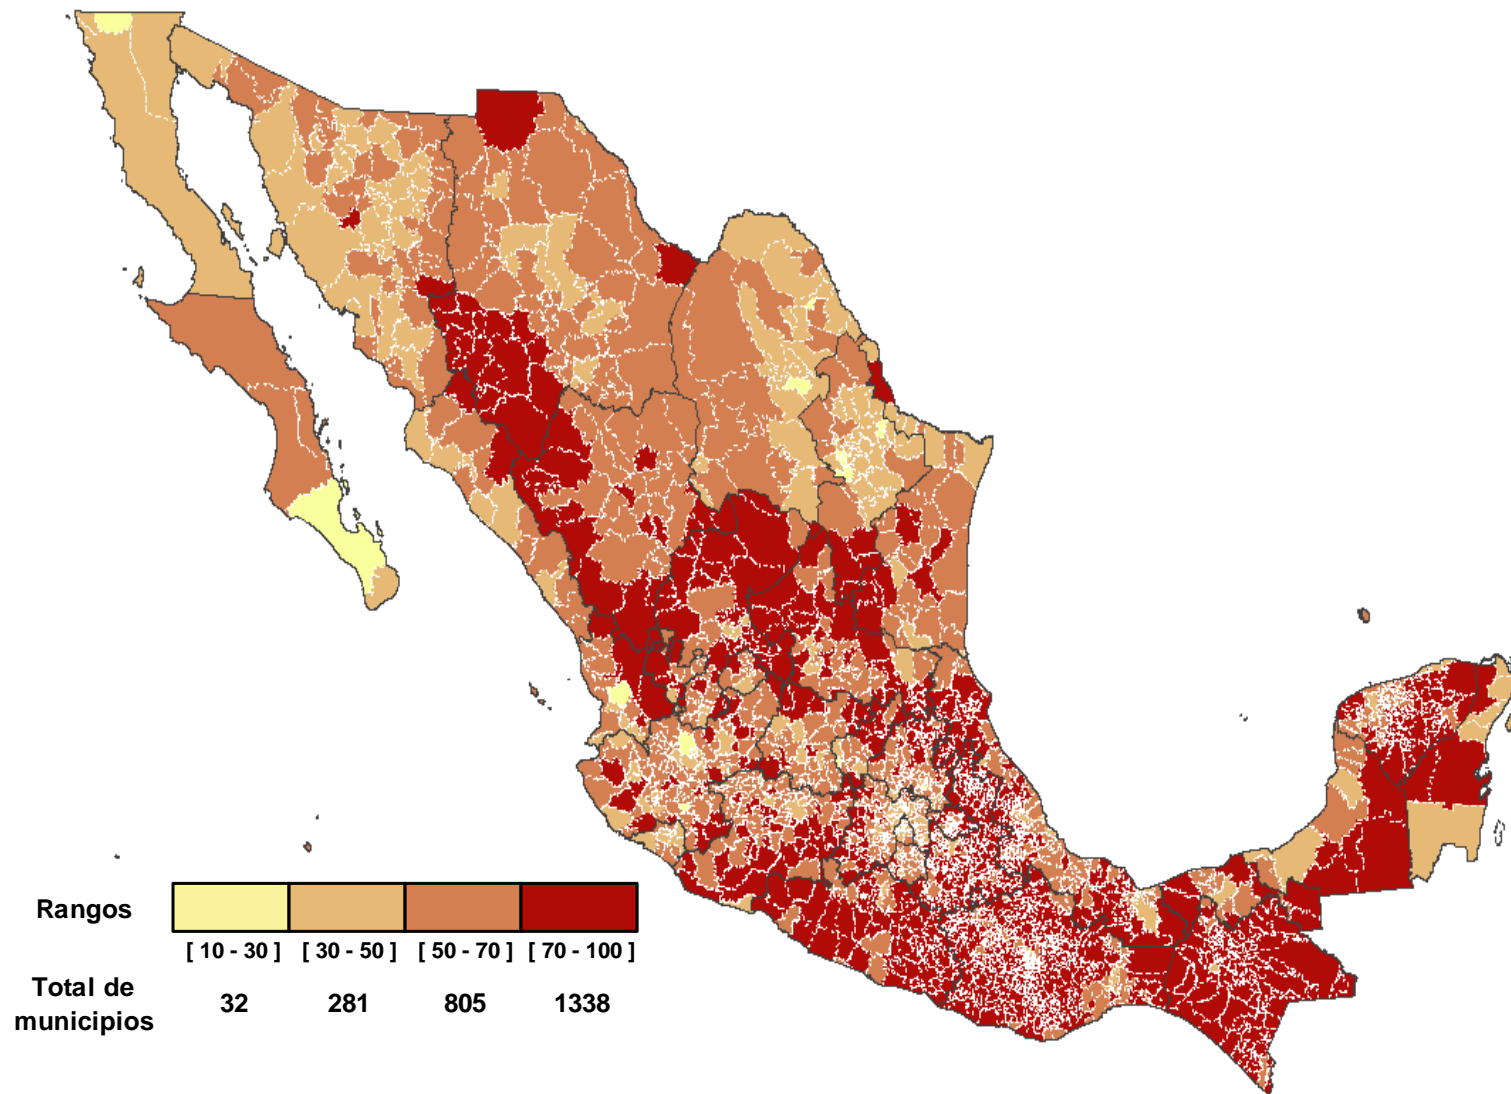 Rangos
[ 10 - 30 ] [ 30 - 50 ] [ 50 - 70 ] [ 70 - 100 ]
Total de
municipios
32 281 805 1338